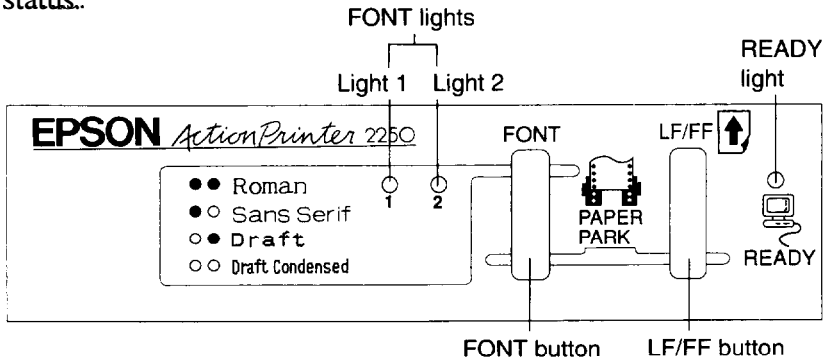 status.
FONT lights
READY
light
Light 1 Light 2
EPSON ActionPrinter 2250
FONT
LF/FF
Roman
1 2
Sans Serif
Draft
Draft Condensed
PAPER
PARK
READY
FONT button LF/FF button